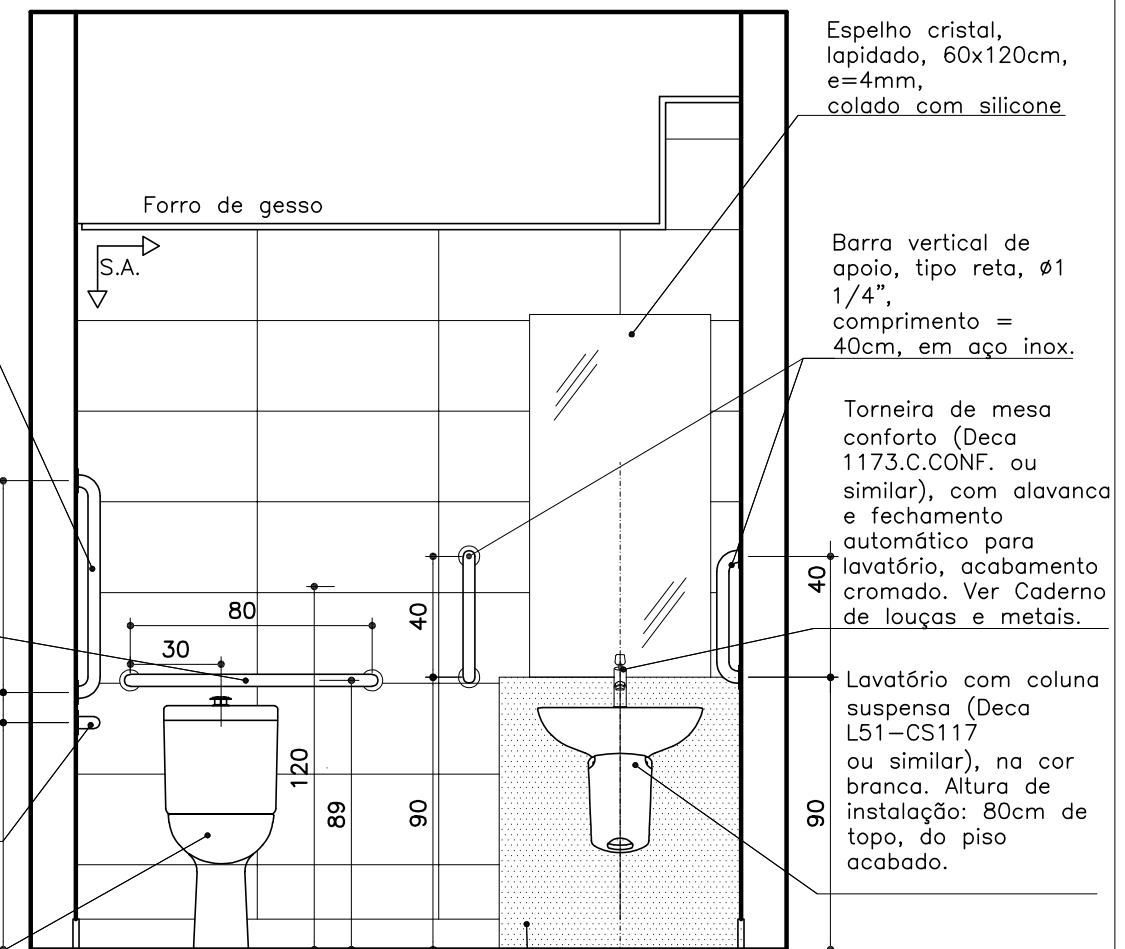 Espelho cristal,
lapidado, 60x120cm,
e=4mm,
colado com silicone
Forro de gesso
S.A.
Barra vertical de
apoio, tipo reta, ø1
1/4”,
comprimento =
40cm, em aço inox.
Torneira de mesa
conforto (Deca
1173.C.CONF. ou
similar), com alavanca
e fechamento
automático para
lavatório, acabamento
cromado. Ver Caderno
de louças e metais.
Lavatório com coluna
suspensa (Deca
L51-CS117
ou similar), na cor
branca. Altura de
instalação: 80cm de
topo, do piso
acabado.
80
30
40
40
120
89
90
90